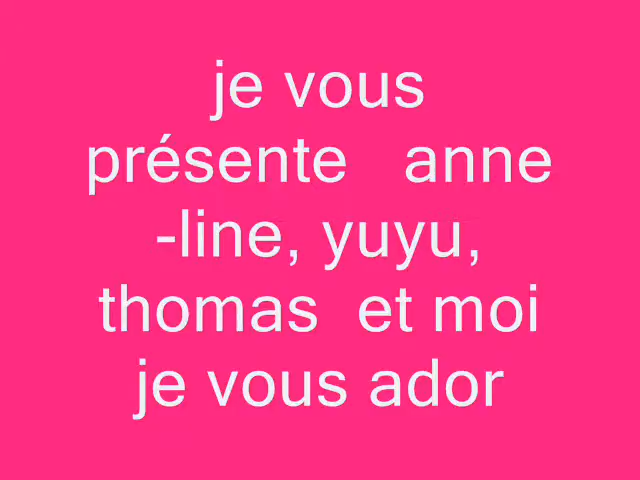 je vous
présente anne
-line, yuyu,
thomas et moi
je vous ador